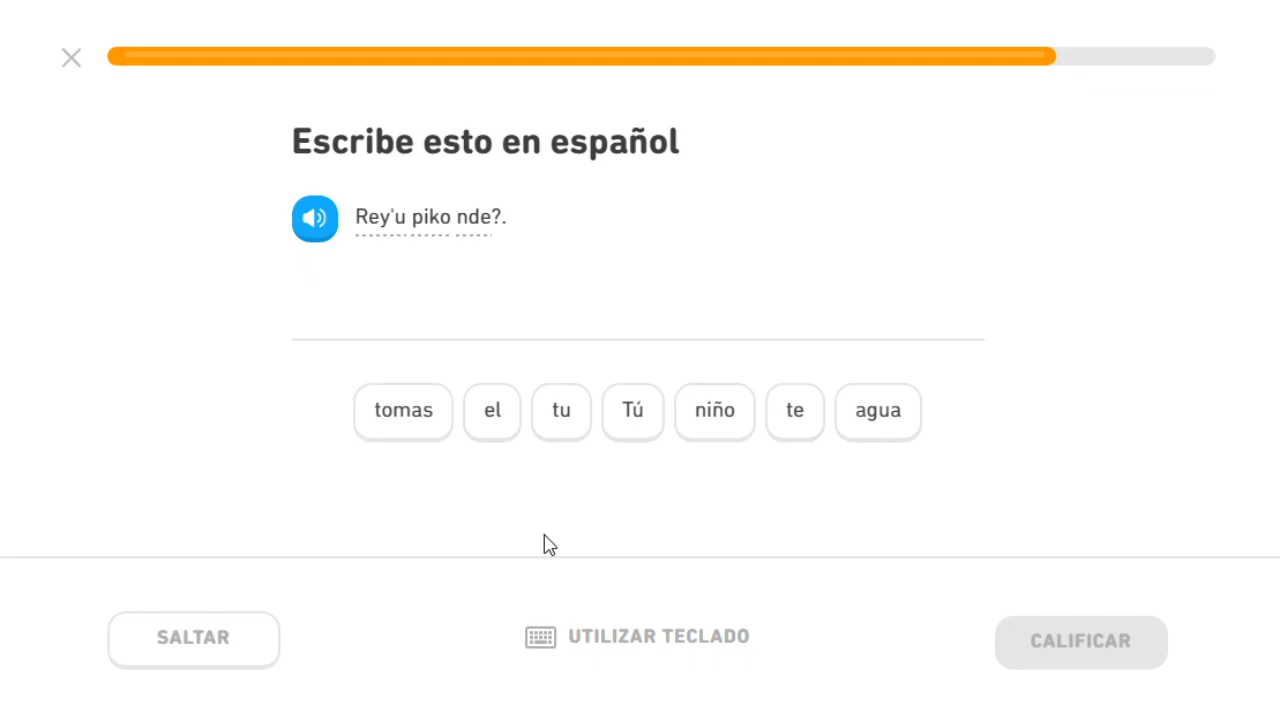 Escribe esto en español
Rey'u piko nde?.
tomas el tu Tú niño te agua
SALTAR UTILIZAR TECLADO CALIFICAR